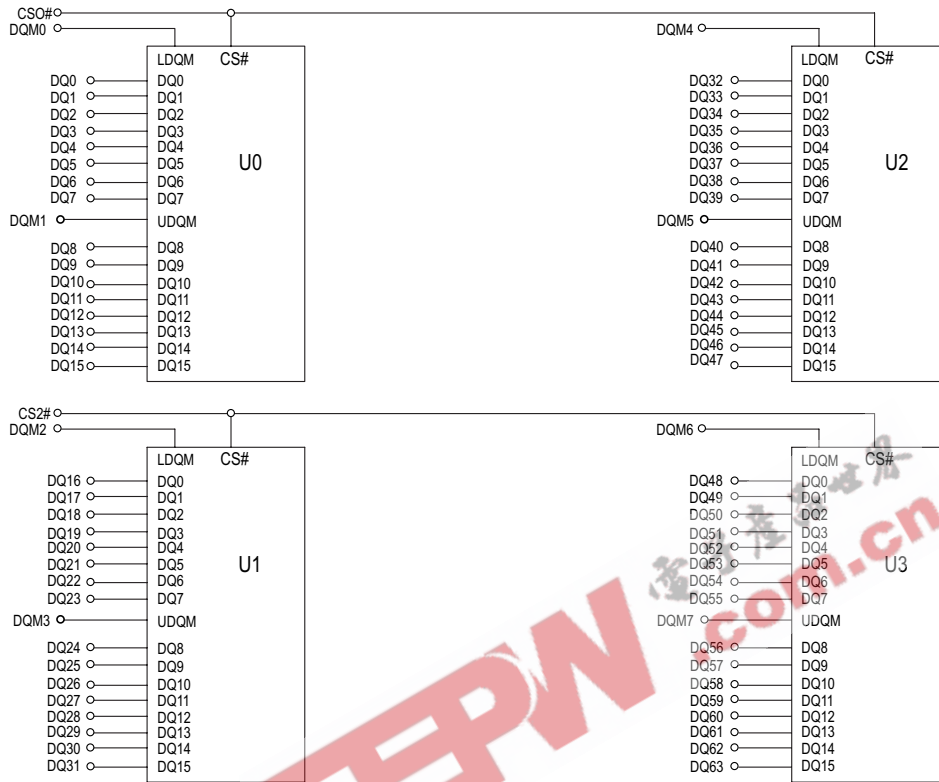 CSO#
DQM0
LDQM CS#
DQ0 DQ0
DQ1 DQ1
DQ2 DQ2
DQ3 DQ3
DQ4 DQ4
DQ5 DQ5
DQ6 DQ6
DQ7 DQ7
U0
DQM1 UDQM
DQ8 DQ8
DQ9 DQ9
DQ10 DQ10
DQ11 DQ11
DQ12 DQ12
DQ13 DQ13
DQ14 DQ14
DQ15 DQ15
DQM4
LDQM CS#
DQ32 DQ0
DQ33 DQ1
DQ34 DQ2
DQ35 DQ3
DQ36 DQ4
DQ37 DQ5
DQ38 DQ6
DQ39 DQ7
U2
DQM5 UDQM
DQ40 DQ8
DQ41 DQ9
DQ42 DQ10
DQ43 DQ11
DQ44 DQ12
DQ45 DQ13
DQ46 DQ14
DQ47 DQ15
CS2#
DQM2
LDQM CS#
DQ16 DQ0
DQ17 DQ1
DQ18 DQ2
DQ19 DQ3
DQ20 DQ4
DQ21 DQ5
DQ22 DQ6
DQ23 DQ7
U1
DQM3 UDQM
DQ24 DQ8
DQ25 DQ9
DQ26 DQ10
DQ27 DQ11
DQ28 DQ12
DQ29 DQ13
DQ30 DQ14
DQ31 DQ15
DQM6
LDQM CS#
DQ48 DQ0
DQ49 DQ1
DQ50 DQ2
DQ51 DQ3
DQ52 DQ4
DQ53 DQ5
DQ54 DQ6
DQ55 DQ7
U3
DQM7 UDQM
DQ56 DQ8
DQ57 DQ9
DQ58 DQ10
DQ59 DQ11
DQ60 DQ12
DQ61 DQ13
DQ62 DQ14
DQ63 DQ15
EEPW
.com.cn